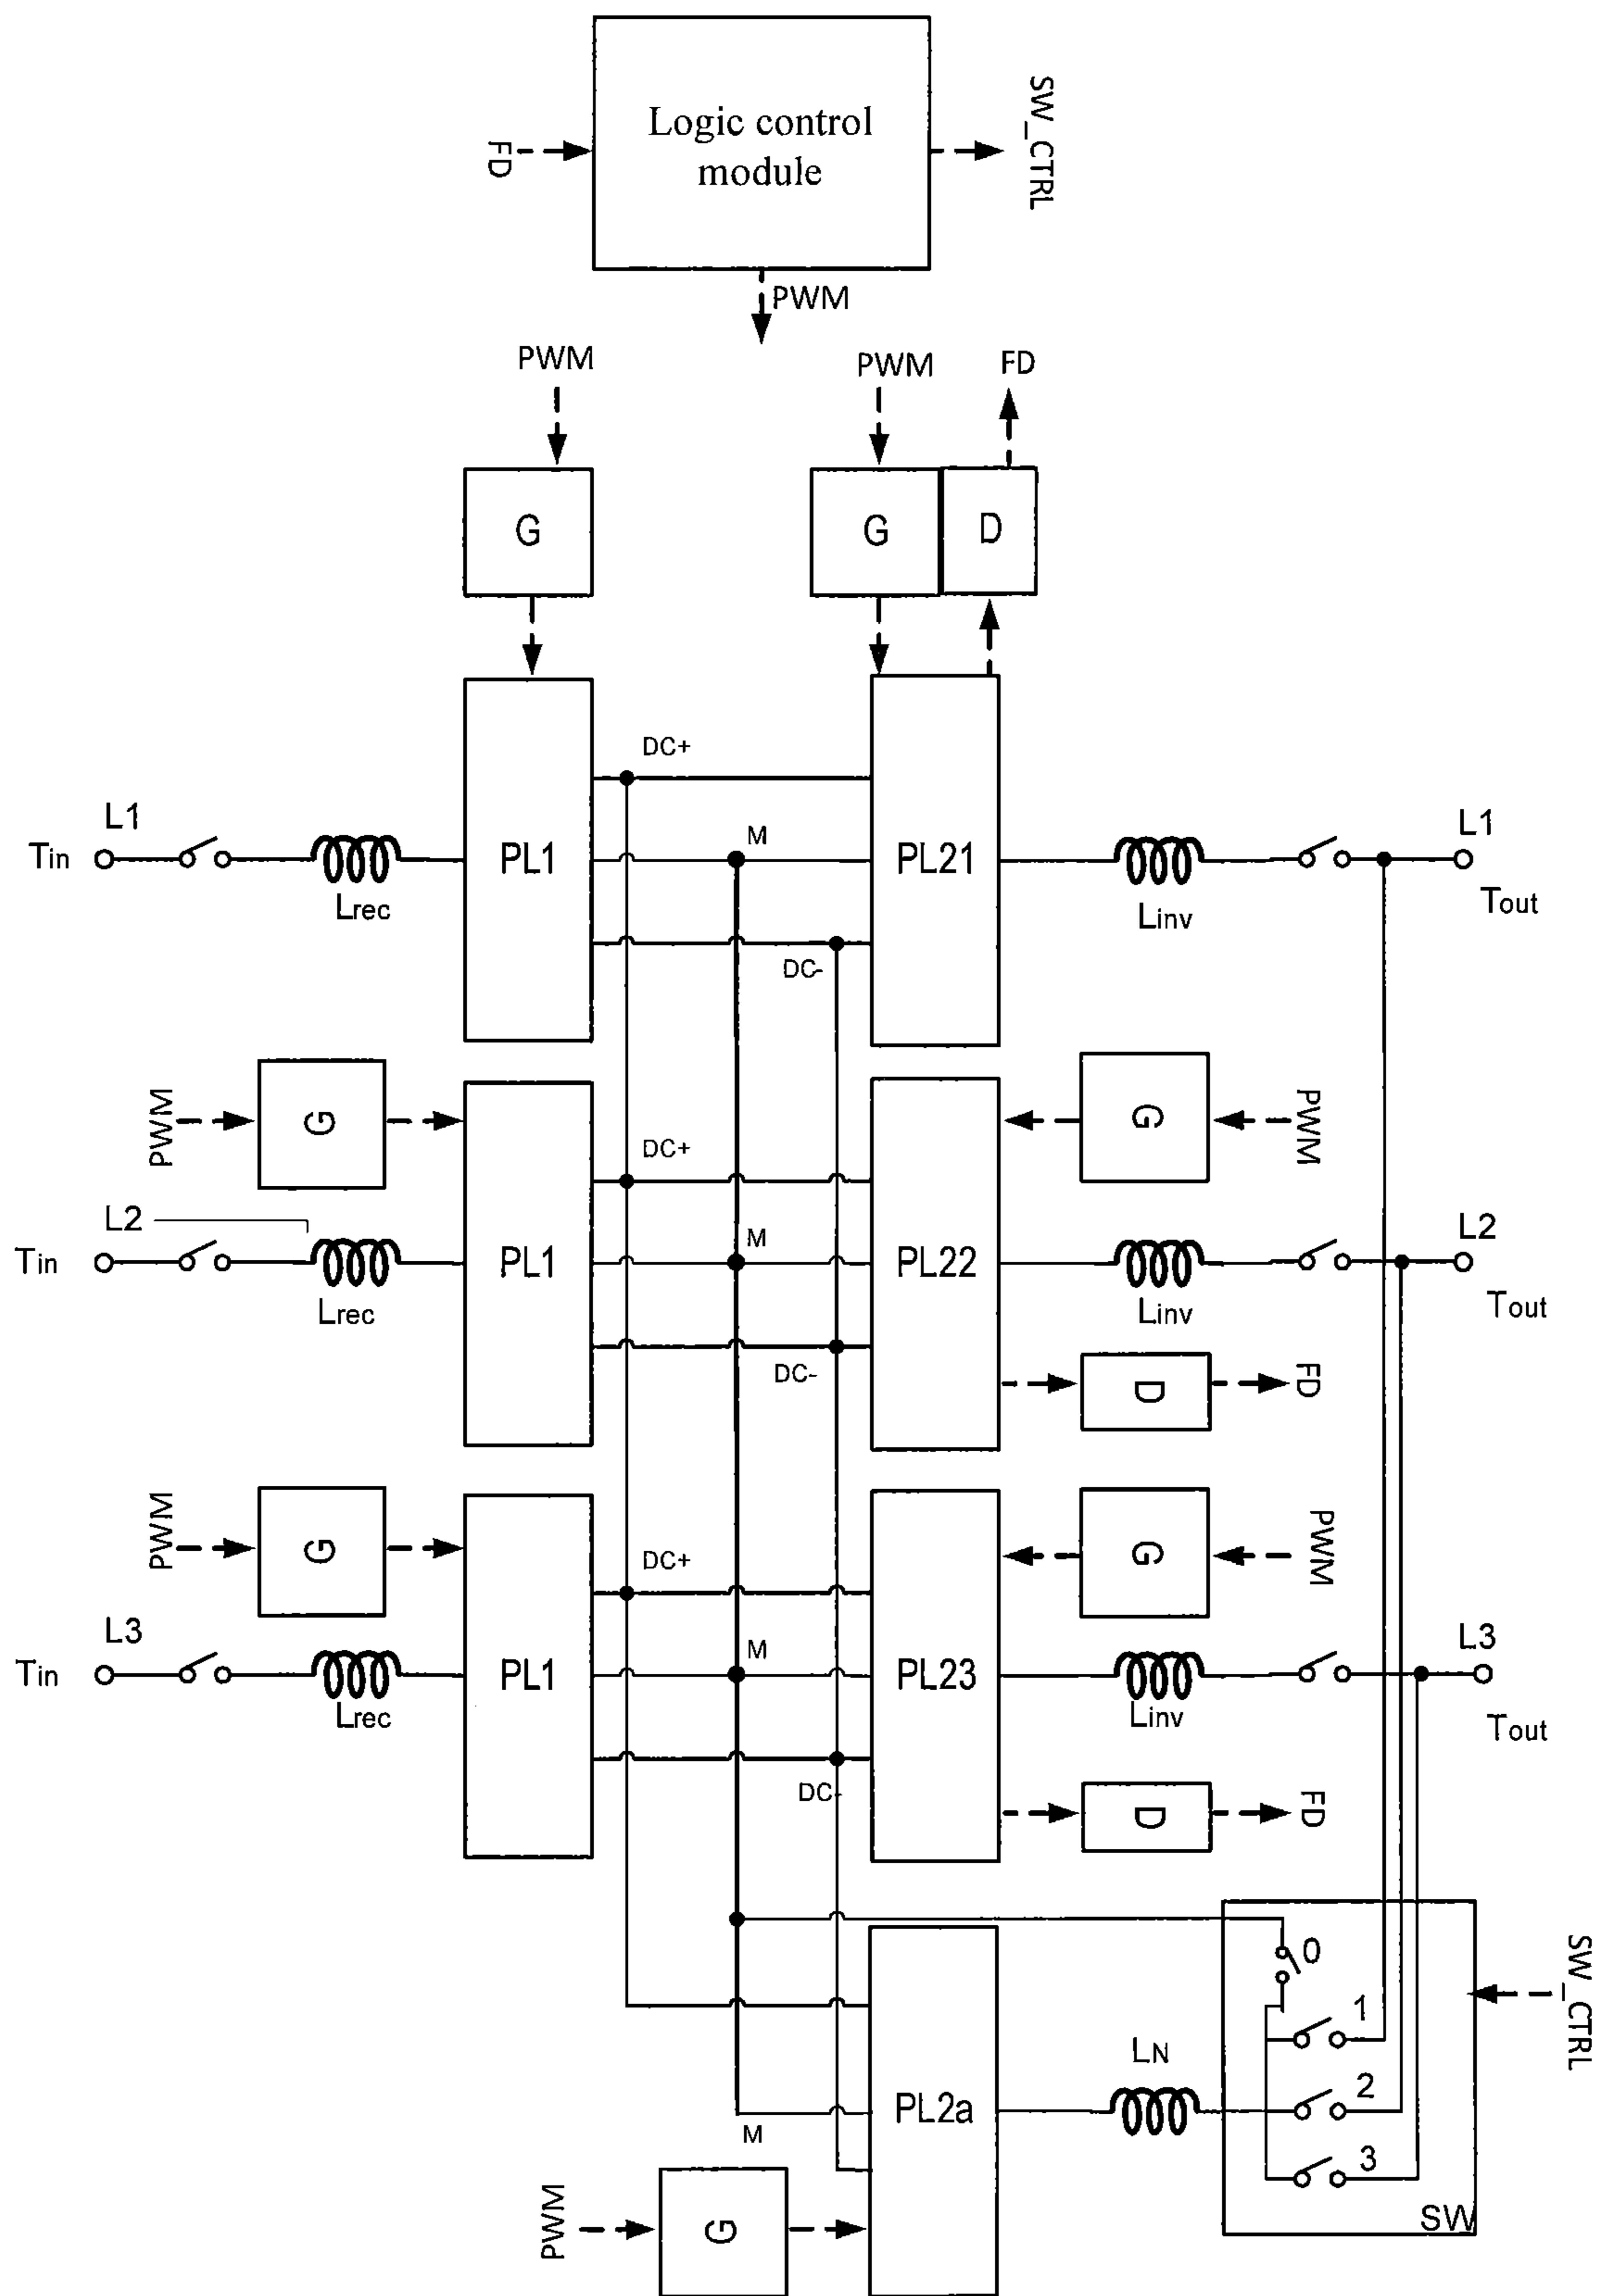 Logic control
module
FD
SW_CTRL
PWM
PWM
PWM
FD
G
G
D
DC+
L1
M
L1
Tin
PL1
PL21
Tout
Lrec
Linv
DC-
PWM
G
G
PWM
DC+
L2
M
L2
Tin
PL1
PL22
Lrec
Linv
Tout
DC-
D
FD
PWM
G
G
PWM
DC+
L3
M
L3
Tin
PL1
PL23
Lrec
Linv
Tout
DC-
D
FD
0
SW_CTRL
1
LN
2
PL2a
M
3
PWM
G
SW